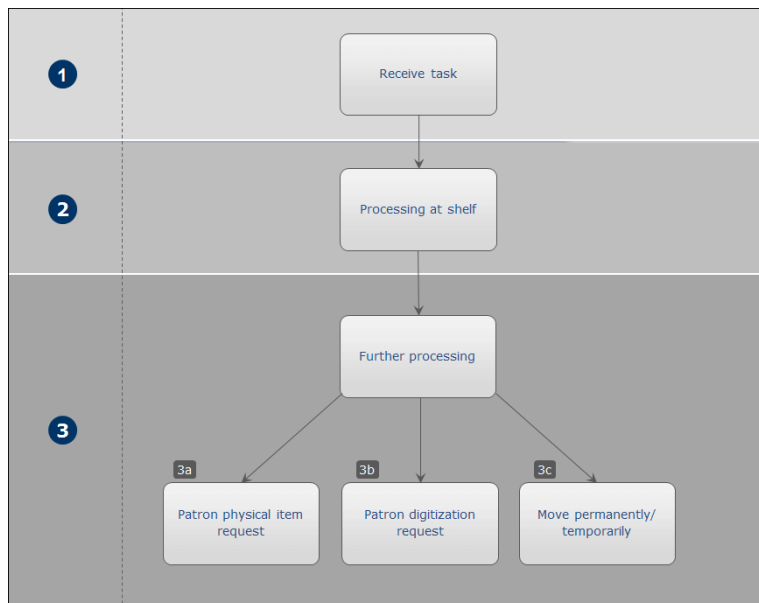 1
Receive task
2
Processing at shelf
Further processing
3
3a
3b
3c
Patron physical item
request
Patron digitization
request
Move permanently/
temporarily